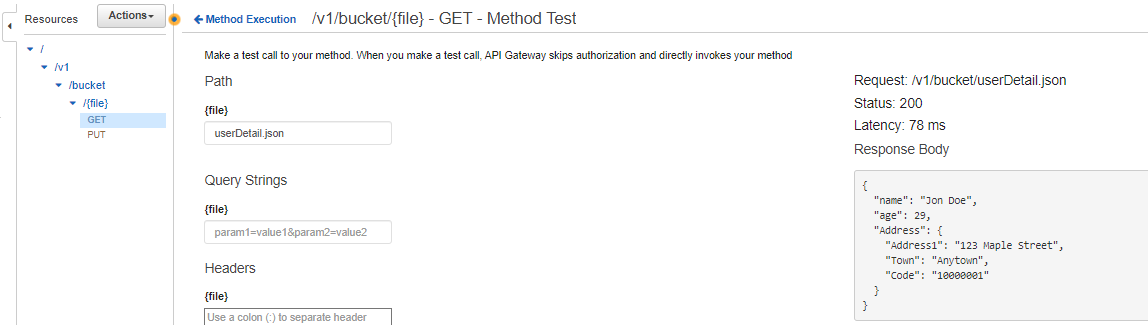 Resources
Actions
/
/v1
/bucket
/{file}
GET
PUT
Method Execution
/v1/bucket/{file} - GET - Method Test
Make a test call to your method. When you make a test call, API Gateway skips authorization and directly invokes your method
Path
{file}
userDetail.json
Query Strings
{file}
param1=value1&param2=value2
Headers
{file}
Use a colon (:) to separate header
Request: /v1/bucket/userDetail.json
Status: 200
Latency: 78 ms
Response Body
{
"name": "Jon Doe",
"age": 29,
"Address": {
"Address1": "123 Maple Street",
"Town": "Anytown",
"Code": "10000001"
}
}